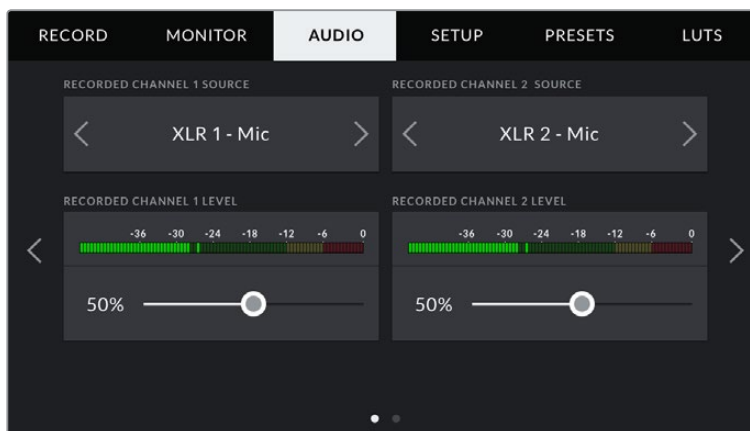 RECORD MONITOR AUDIO SETUP PRESETS LUTS
RECORDED CHANNEL 1 SOURCE RECORDED CHANNEL 2 SOURCE
XLR 1 - Mic XLR 2 - Mic
RECORDED CHANNEL 1 LEVEL RECORDED CHANNEL 2 LEVEL
-36 -30 -24 -18 -12 -6 0 -36 -30 -24 -18 -12 -6 0
50% 50%